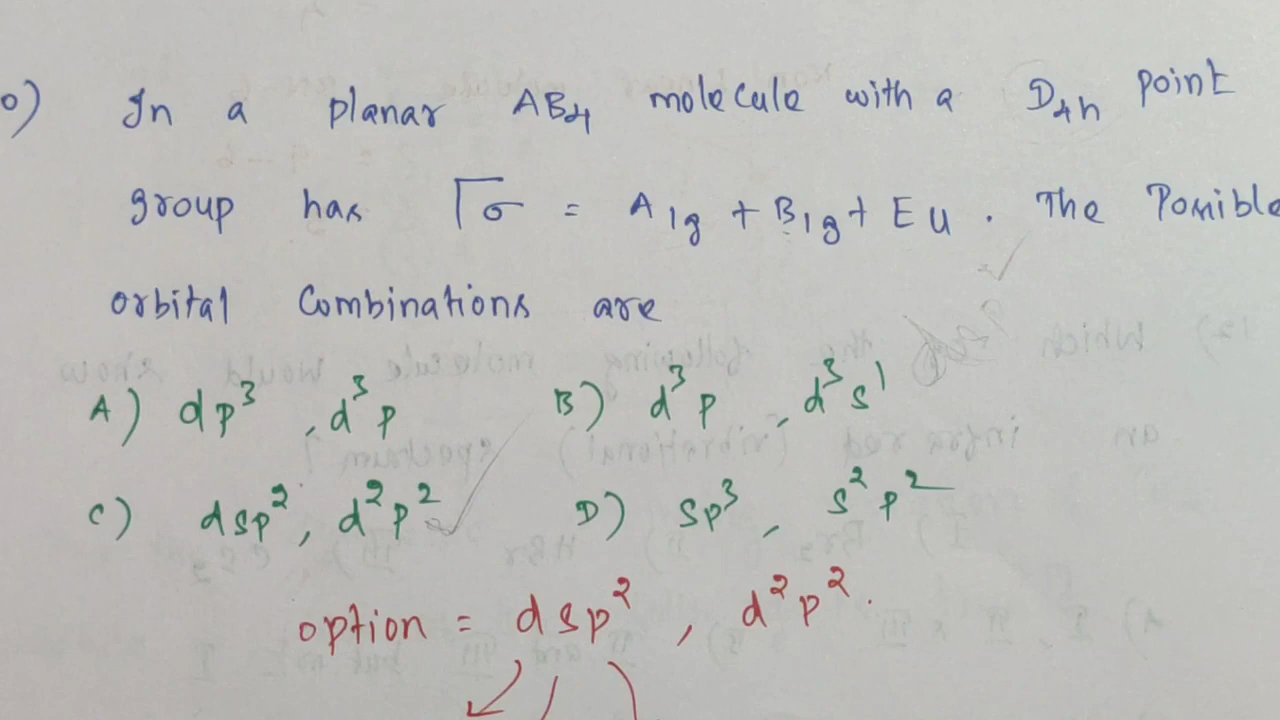 0) In a planar AB4 molecule with a D4h point
group has Γσ = A1g + B1g + Eu . The Possible
orbital Combinations are
A) dp³ , d³p B) d³p , d³s¹
C) dsp² , d²p² D) sp³ , s²p²
option = dsp² , d²p² .